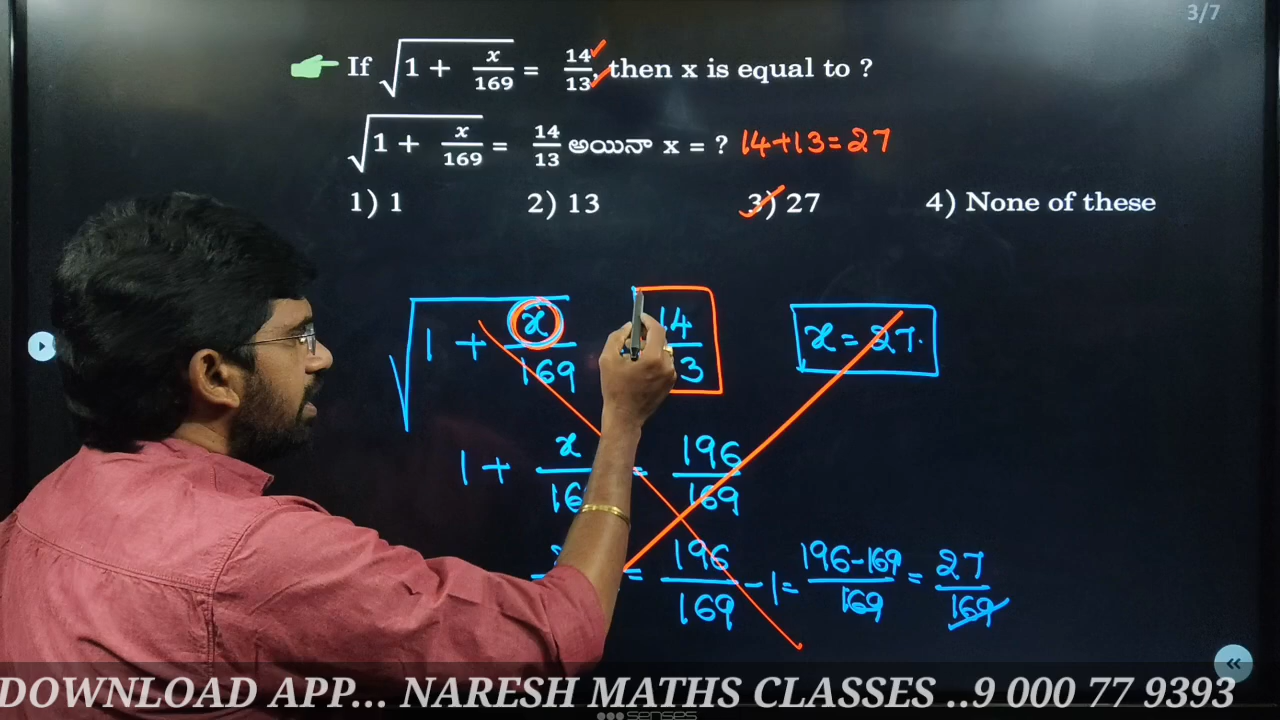 3/7
If √(1 + x/169) = 14/13, then x is equal to ?
√(1 + x/169) = 14/13 అయినా x = ? 14+13=27
1) 1 2) 13 3) 27 4) None of these
√(1 + x/169) 14/3 x = 27.
1 + x/16 = 196/169
= 196/169 - 1 = 196-169/169 = 27/169
DOWNLOAD APP... NARESH MATHS CLASSES ..9 000 77 9393